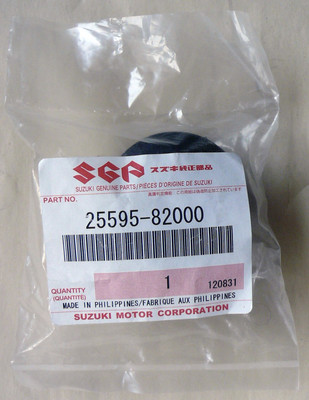 SGP スズキ純正部品
SUZUKI GENUINE PARTS/PIÈCES D'ORIGINE DE SUZUKI
PART NO.
25595-82000
QUANTITY
(QUANTITÉ)
1
120831
MADE IN PHILIPPINES/FABRIQUE AUX PHILIPPINES
SUZUKI MOTOR CORPORATION